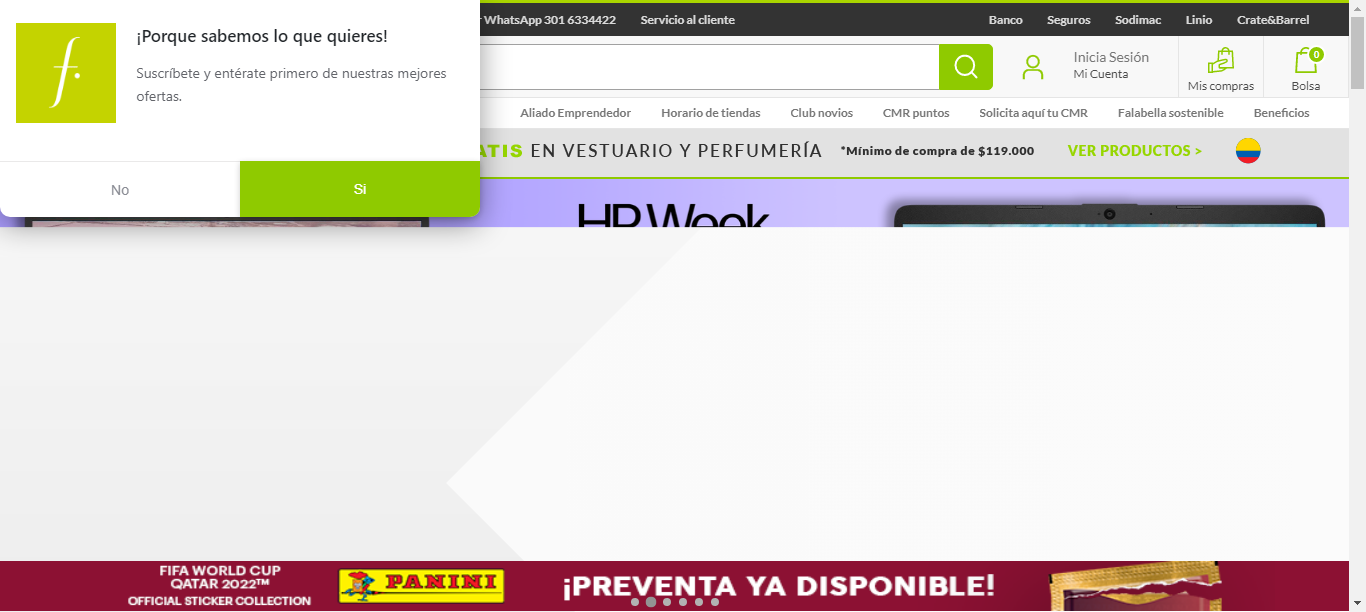 ¡Porque sabemos lo que quieres!
Suscríbete y entérate primero de nuestras mejores
ofertas.
No
Si
WhatsApp 301 6334422
Servicio al cliente
Banco
Seguros
Sodimac
Linio
Crate&Barrel
Inicia Sesión
Mi Cuenta
Mis compras
0
Bolsa
Aliado Emprendedor
Horario de tiendas
Club novios
CMR puntos
Solicita aquí tu CMR
Falabella sostenible
Beneficios
ATIS EN VESTUARIO Y PERFUMERÍA *Mínimo de compra de $119.000 VER PRODUCTOS >
HP Week
FIFA WORLD CUP
QATAR 2022™
OFFICIAL STICKER COLLECTION
PANINI
¡PREVENTA YA DISPONIBLE!